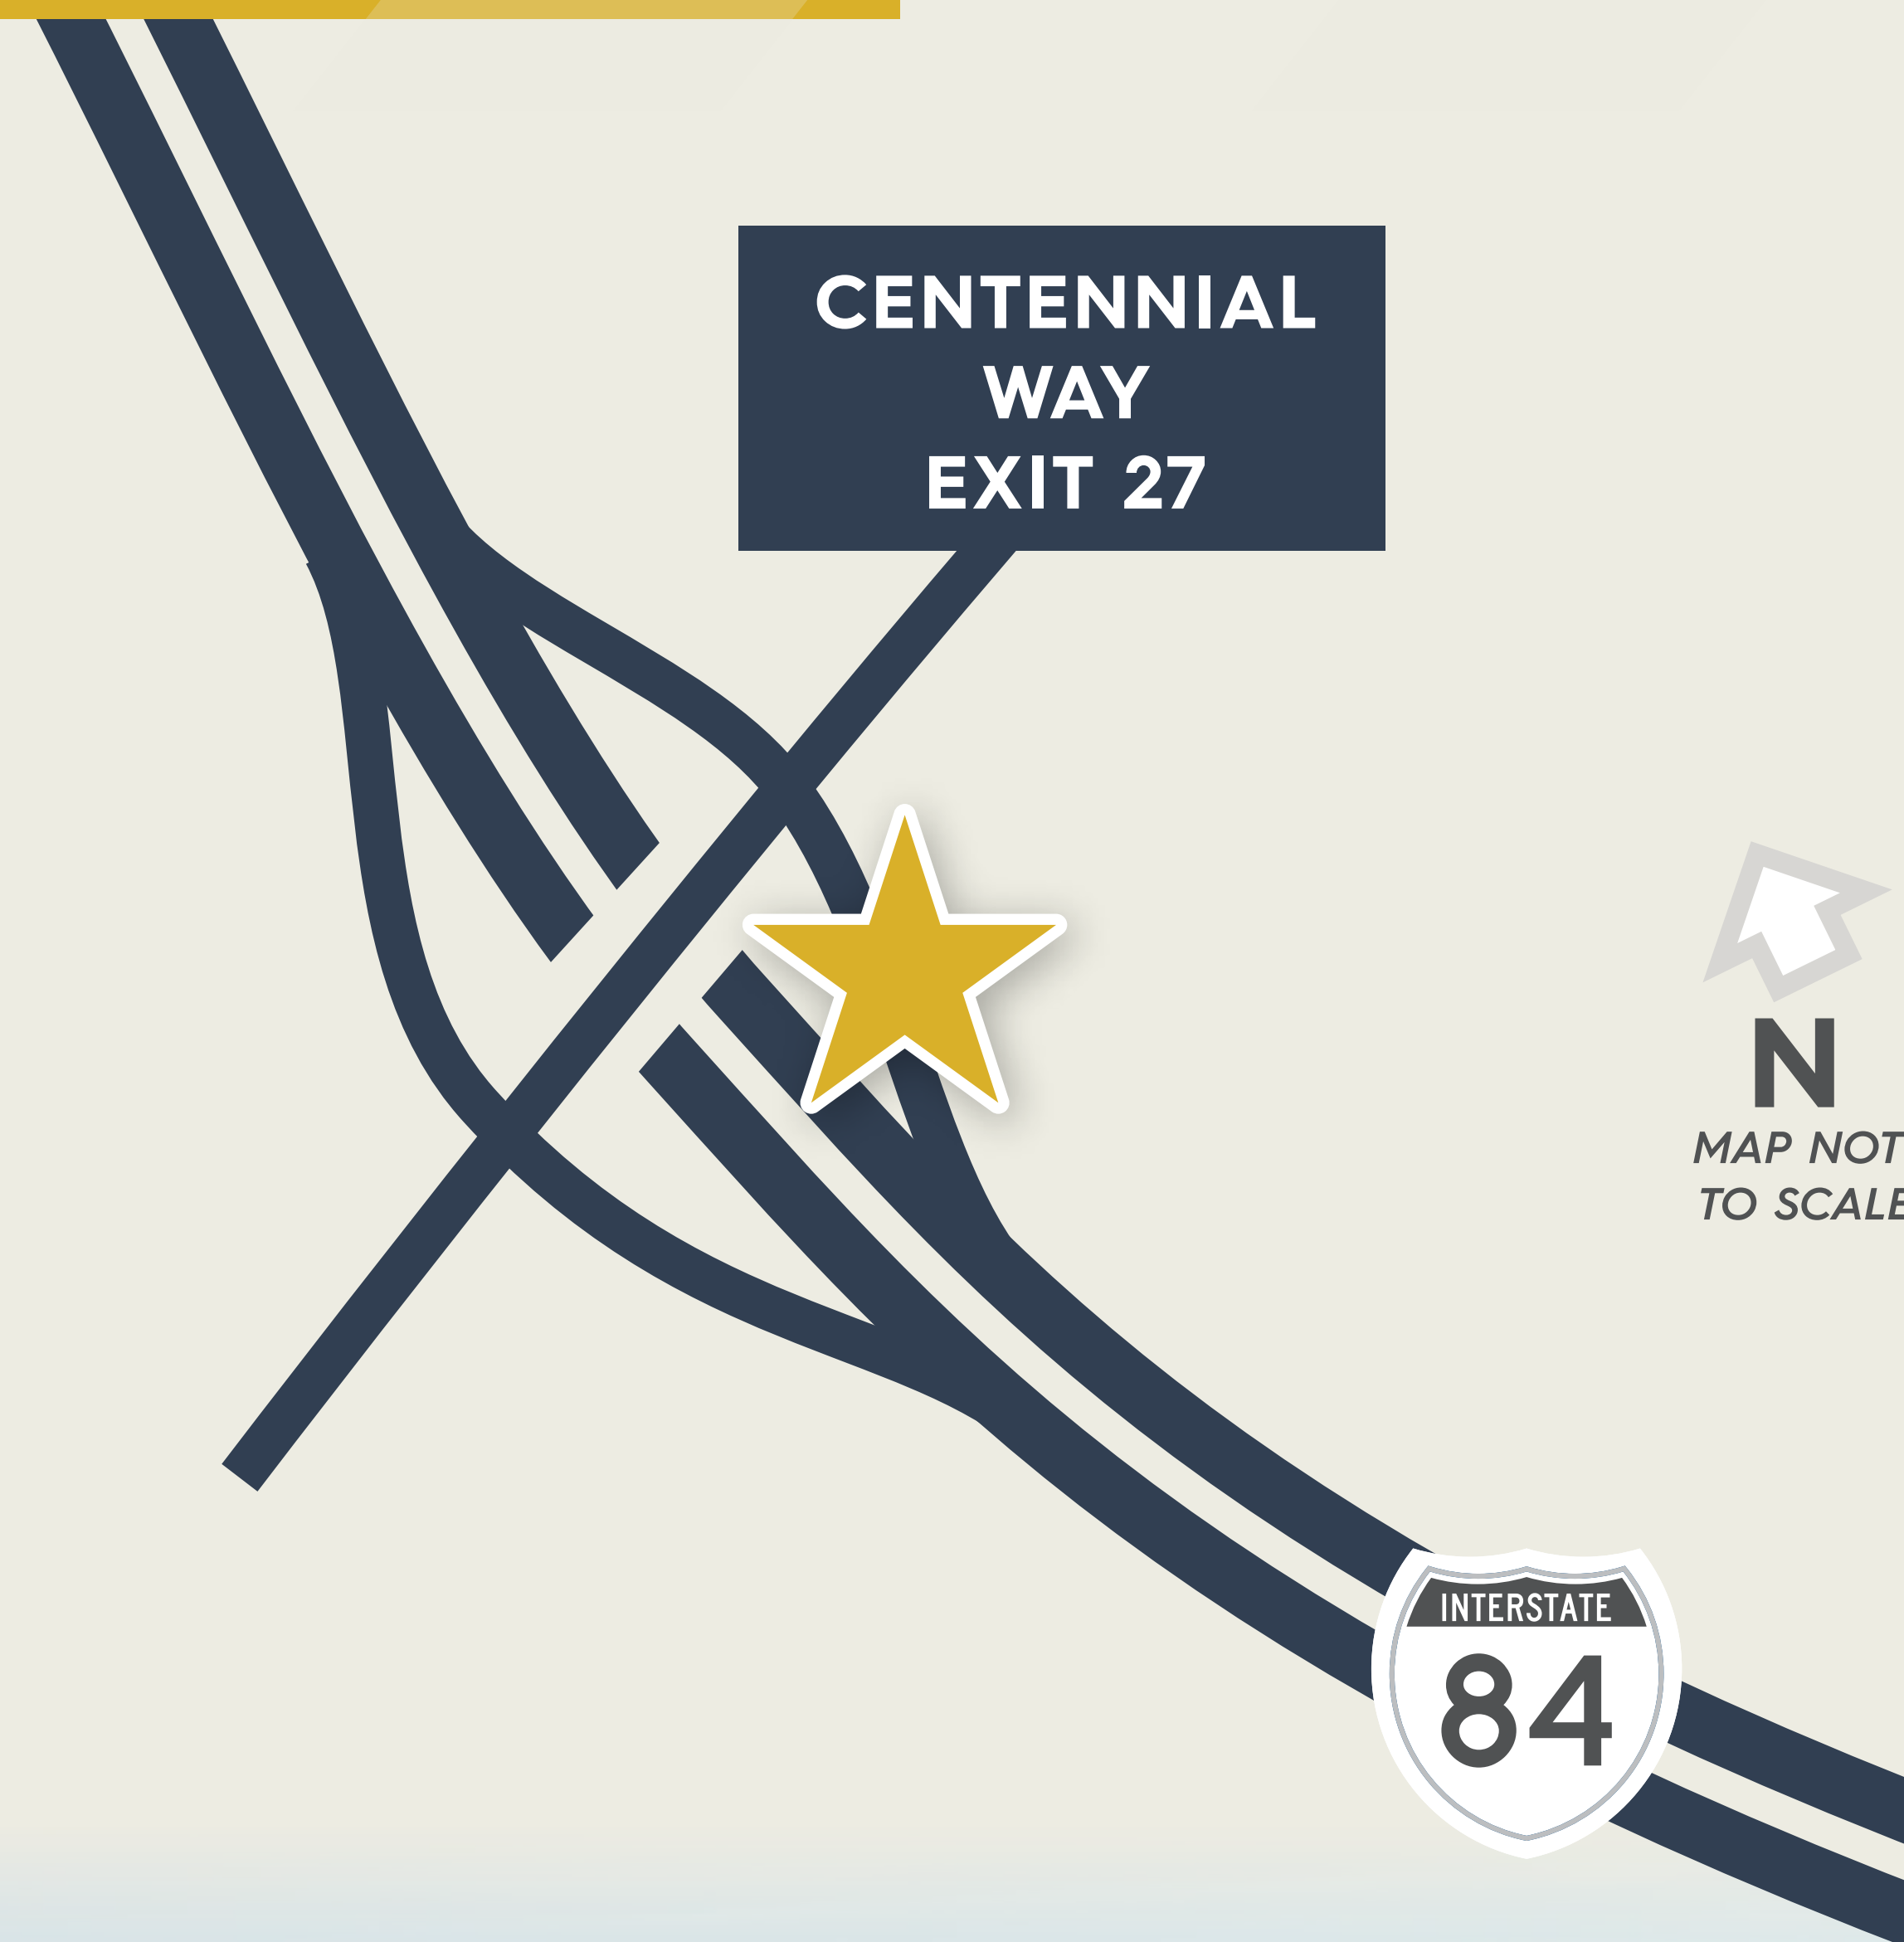 CENTENNIAL
WAY
EXIT 27
N
MAP NOT
TO SCALE
INTERSTATE
84